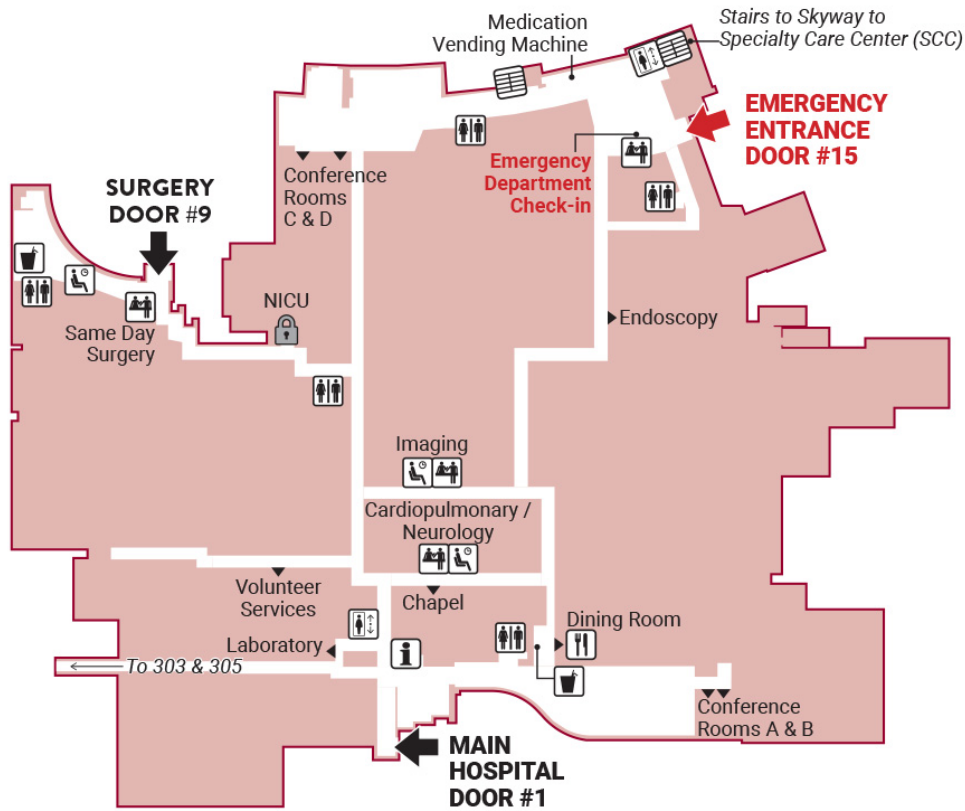 Medication
Vending Machine
Stairs to Skyway to
Specialty Care Center (SCC)
EMERGENCY
ENTRANCE
DOOR #15
Emergency
Department
Check-in
Conference
Rooms
C & D
SURGERY
DOOR #9
NICU
Same Day
Surgery
Endoscopy
Imaging
Cardiopulmonary /
Neurology
Volunteer
Services
Chapel
Laboratory
Dining Room
To 303 & 305
i
Conference
Rooms A & B
MAIN
HOSPITAL
DOOR #1